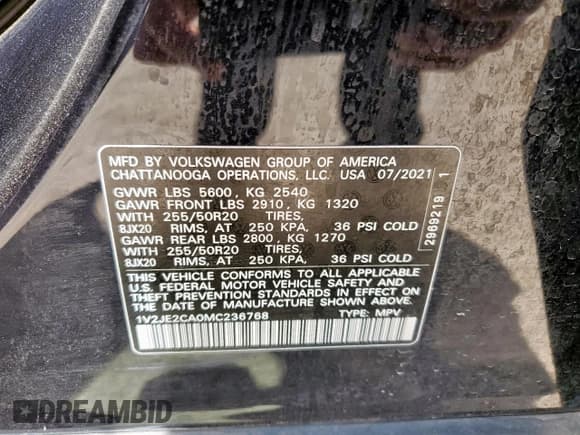 MFD BY VOLKSWAGEN GROUP OF AMERICA
CHATTANOOGA OPERATIONS, LLC. USA 07/2021
GVWR LBS 5600, KG 2540
GAWR FRONT LBS 2910, KG 1320
WITH 255/50R20 TIRES,
8JX20 RIMS, AT 250 KPA, 36 PSI COLD
GAWR REAR LBS 2800, KG 1270
WITH 255/50R20 TIRES,
8JX20 RIMS, AT 250 KPA, 36 PSI COLD
THIS VEHICLE CONFORMS TO ALL APPLICABLE
U.S. FEDERAL MOTOR VEHICLE SAFETY AND
THEFT PREVENTION STANDARDS IN EFFECT ON
THE DATE OF MANUFACTURE SHOWN ABOVE.
1V2JE2CA0MC236768 TYPE: MPV
2969219 1
DREAMBID